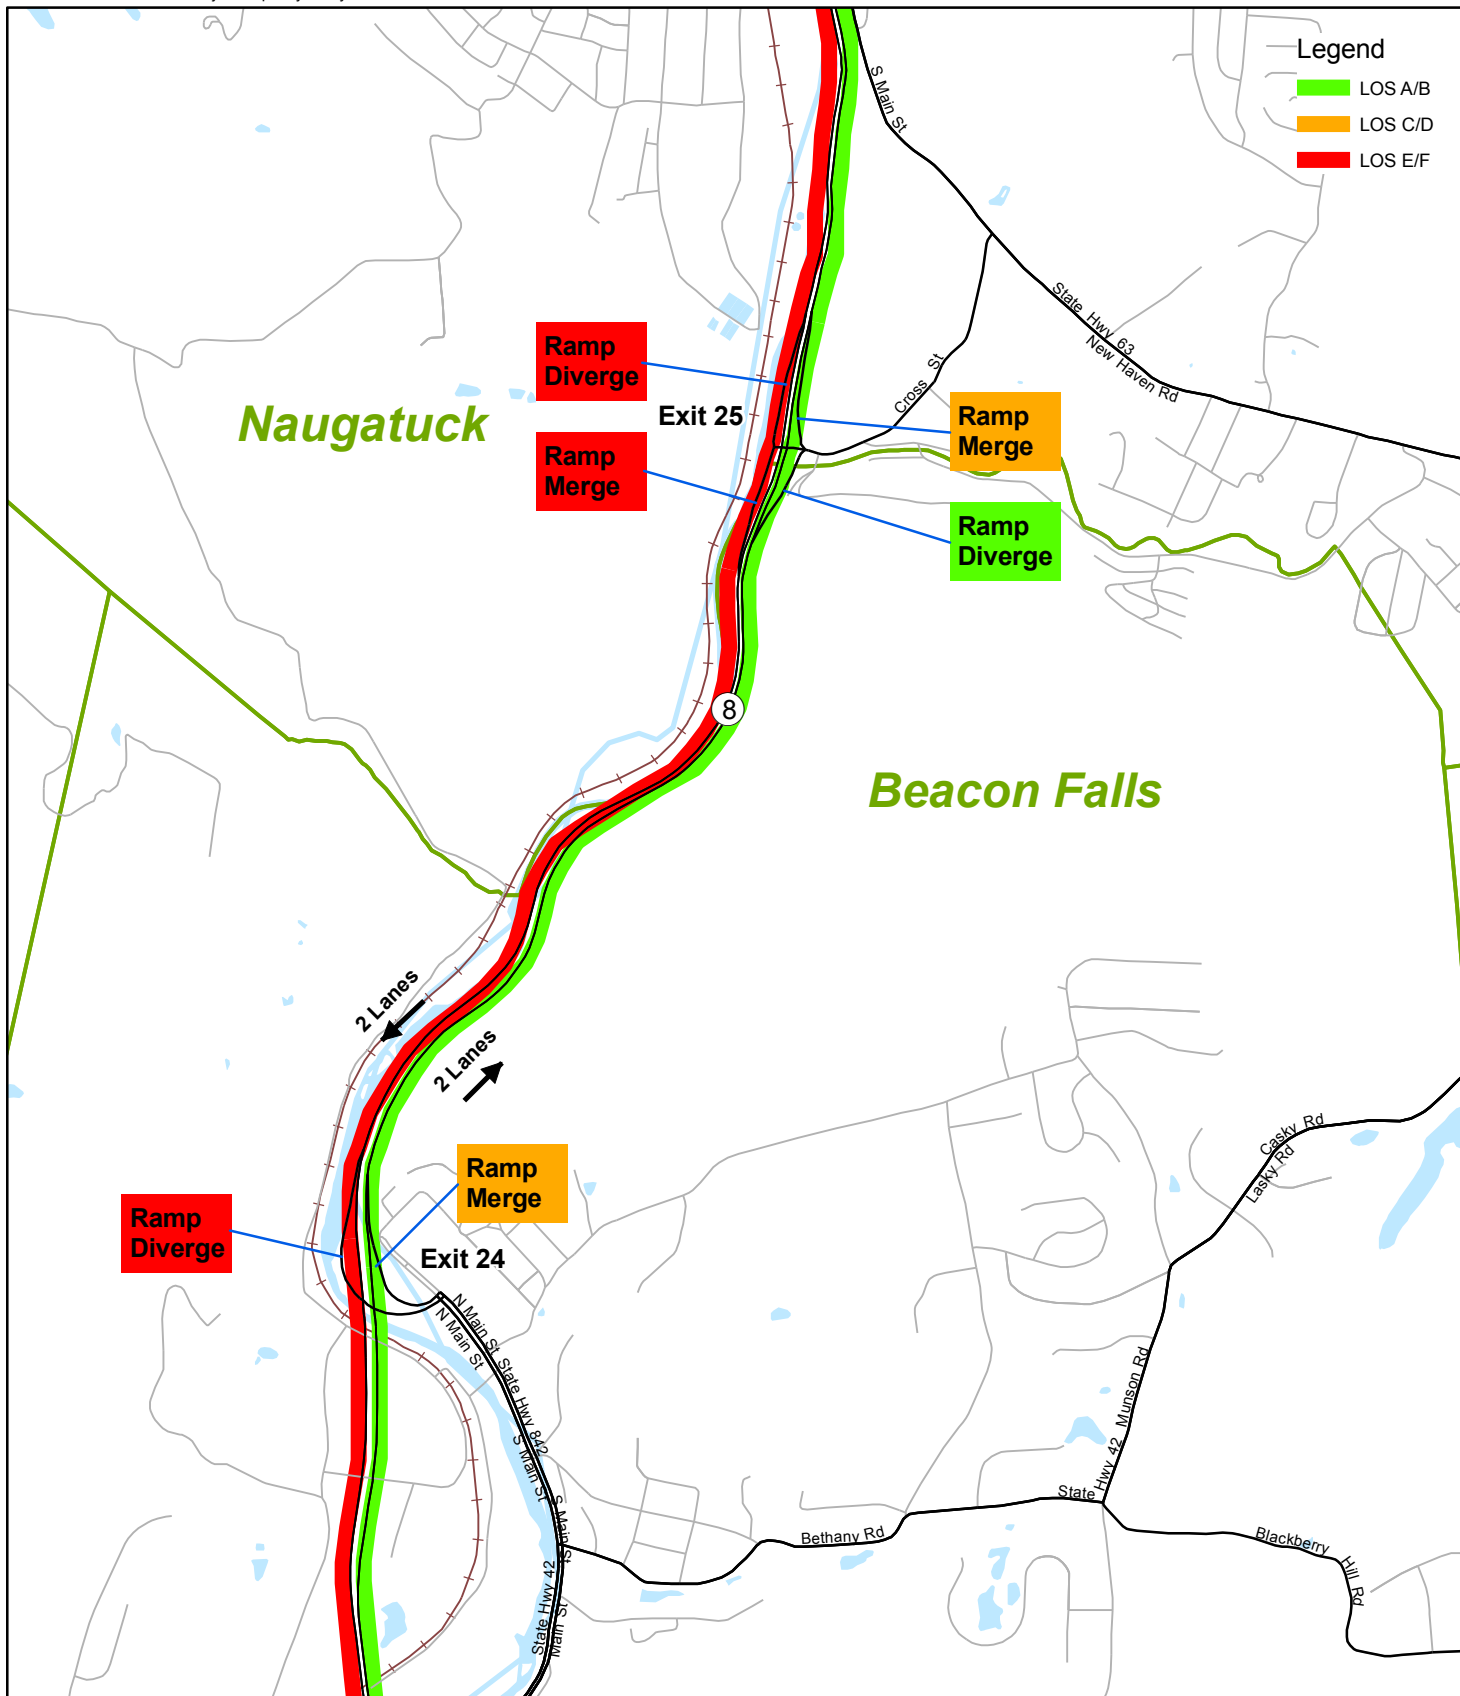 Legend
LOS A/B
LOS C/D
LOS E/F
S Main St
State Hwy 63
New Haven Rd
Cross St
Ramp
Diverge
Exit 25
Ramp
Merge
Naugatuck
Ramp
Merge
Ramp
Diverge
8
Beacon Falls
2 Lanes
2 Lanes
Ramp
Merge
Ramp
Diverge
Exit 24
Casky Rd
Lasky Rd
N Main St
N Main St
State Hwy 842
S Main St
S Main St
State Hwy 42
Main St
Bethany Rd
State Hwy 42
Munson Rd
Blackberry Hill Rd